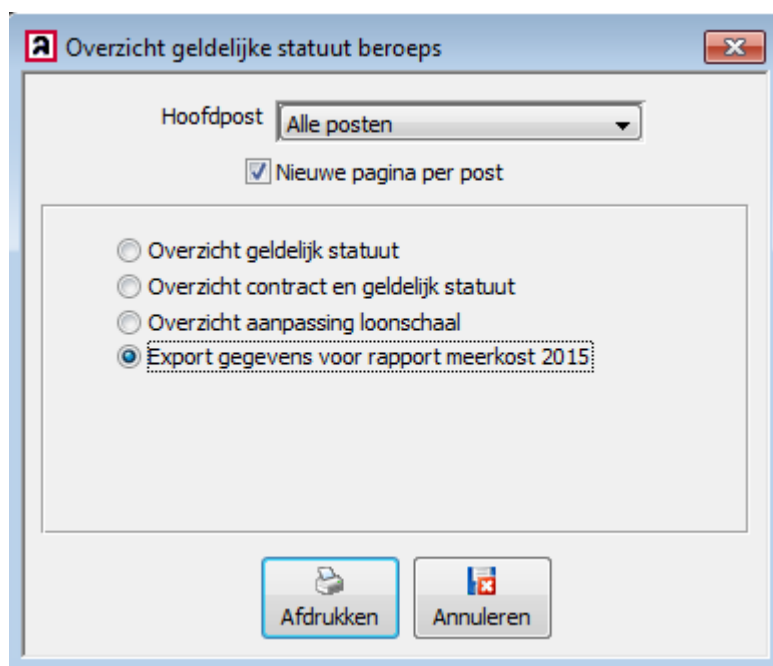 a Overzicht geldelijke statuut beroeps
Hoofdpost Alle posten
Nieuwe pagina per post
Overzicht geldelijk statuut
Overzicht contract en geldelijk statuut
Overzicht aanpassing loonschaal
Export gegevens voor rapport meerkost 2015
Afdrukken Annuleren